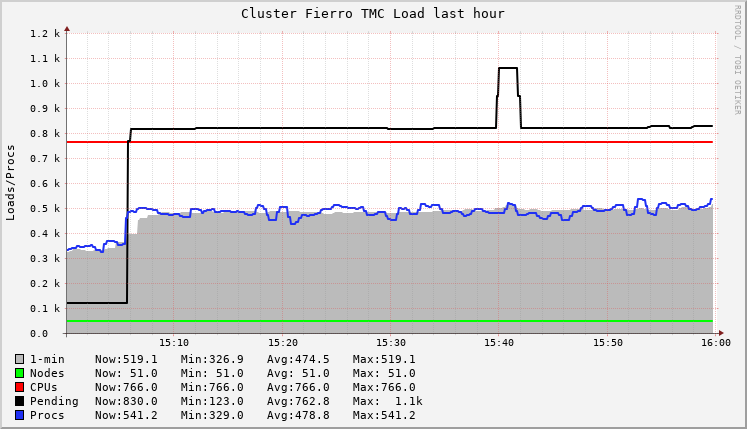 Cluster Fierro TMC Load last hour
RRDTOOL / TOBI OETIKER
Loads/Procs
1.2 k
1.1 k
1.0 k
0.9 k
0.8 k
0.7 k
0.6 k
0.5 k
0.4 k
0.3 k
0.2 k
0.1 k
0.0
15:10 15:20 15:30 15:40 15:50 16:00
1-min Now:519.1 Min:326.9 Avg:474.5 Max:519.1
Nodes Now: 51.0 Min: 51.0 Avg: 51.0 Max: 51.0
CPUs Now:766.0 Min:766.0 Avg:766.0 Max:766.0
Pending Now:830.0 Min:123.0 Avg:762.8 Max: 1.1k
Procs Now:541.2 Min:329.0 Avg:478.8 Max:541.2